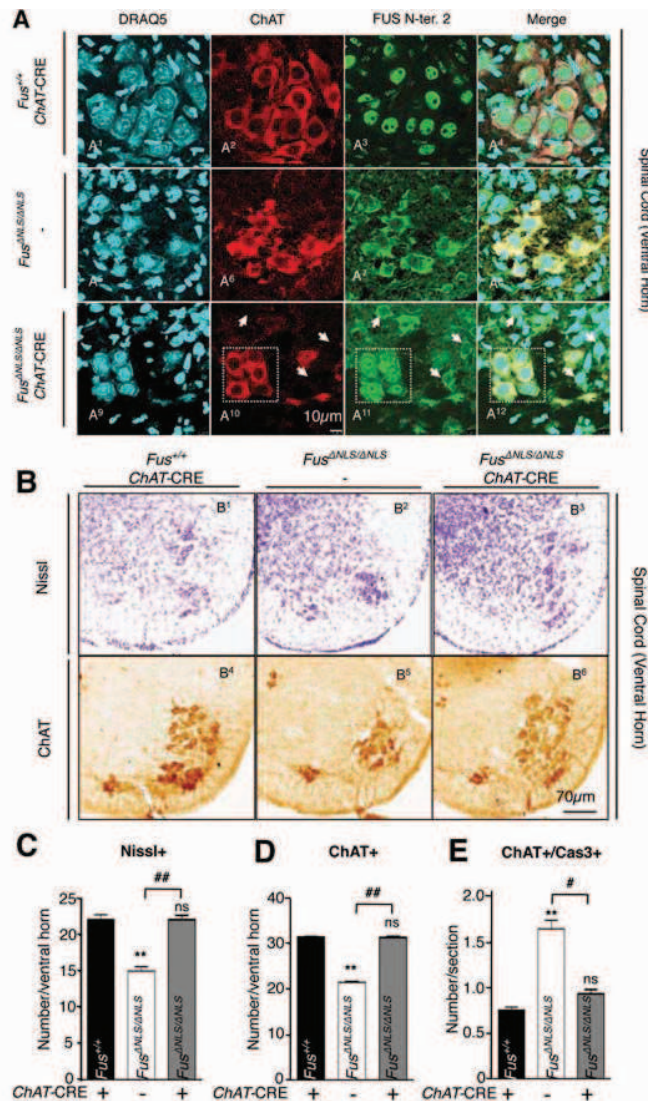 A
DRAQ5 ChAT FUS N-ter. 2 Merge
Fus+/+
ChAT-CRE
A1 A2 A3 A4
FusΔNLS/ΔNLS
-
A6
FusΔNLS/ΔNLS
ChAT-CRE
A9 A10 10µm A11 A12
Spinal Cord (Ventral Horn)
B
Fus+/+ FusΔNLS/ΔNLS FusΔNLS/ΔNLS
ChAT-CRE - ChAT-CRE
Nissl
B1 B2 B3
ChAT
B4 B5 B6
70µm
Spinal Cord (Ventral Horn)
C
Nissl+
Number/ventral horn
25
20
15
10
5
0
##
**
ns
Fus+/+
FusΔNLS/ΔNLS
FusΔNLS/ΔNLS
ChAT-CRE + - +
D
ChAT+
Number/ventral horn
40
30
20
10
0
##
**
ns
Fus+/+
FusΔNLS/ΔNLS
FusΔNLS/ΔNLS
ChAT-CRE + - +
E
ChAT+/Cas3+
Number/section
2.0
1.5
1.0
0.5
0
#
**
ns
Fus+/+
FusΔNLS/ΔNLS
FusΔNLS/ΔNLS
ChAT-CRE + - +